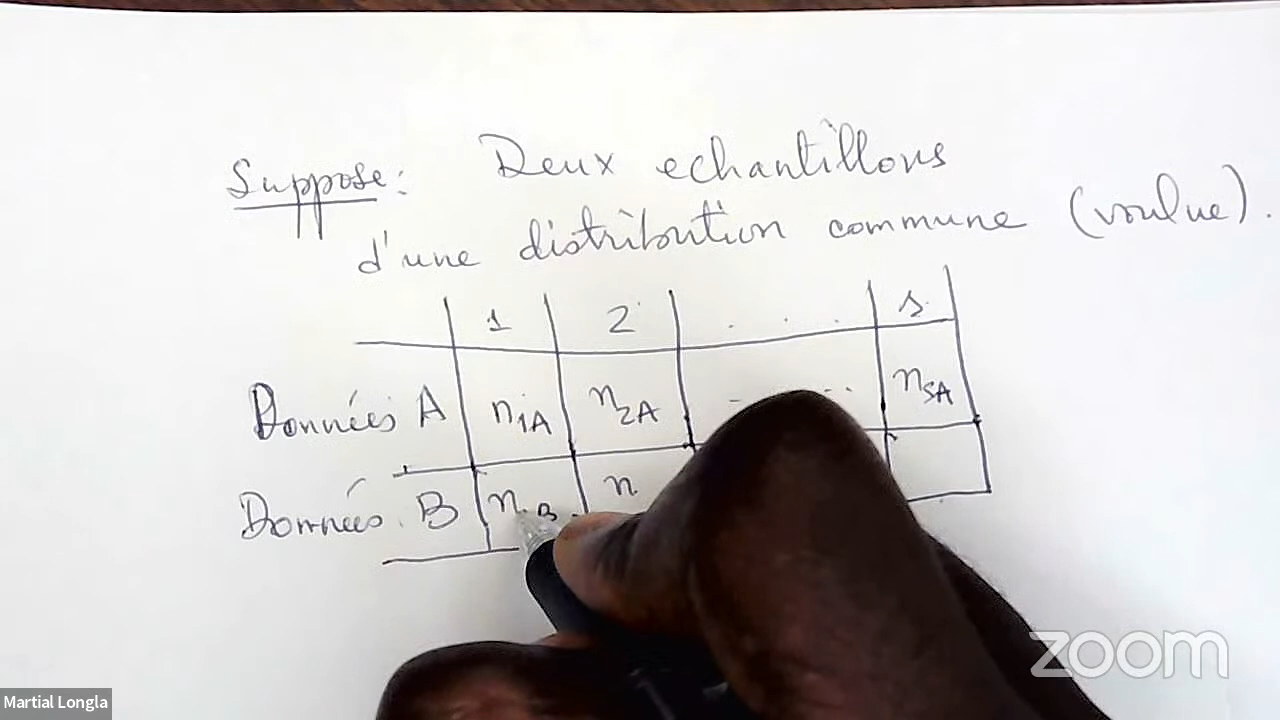 Suppose: Deux echantillons
d'une distribution commune (voulue).
1 2 . . . s
Données A n1A n2A - - .. nSA
Données B n B n
zoom
Martial Longla